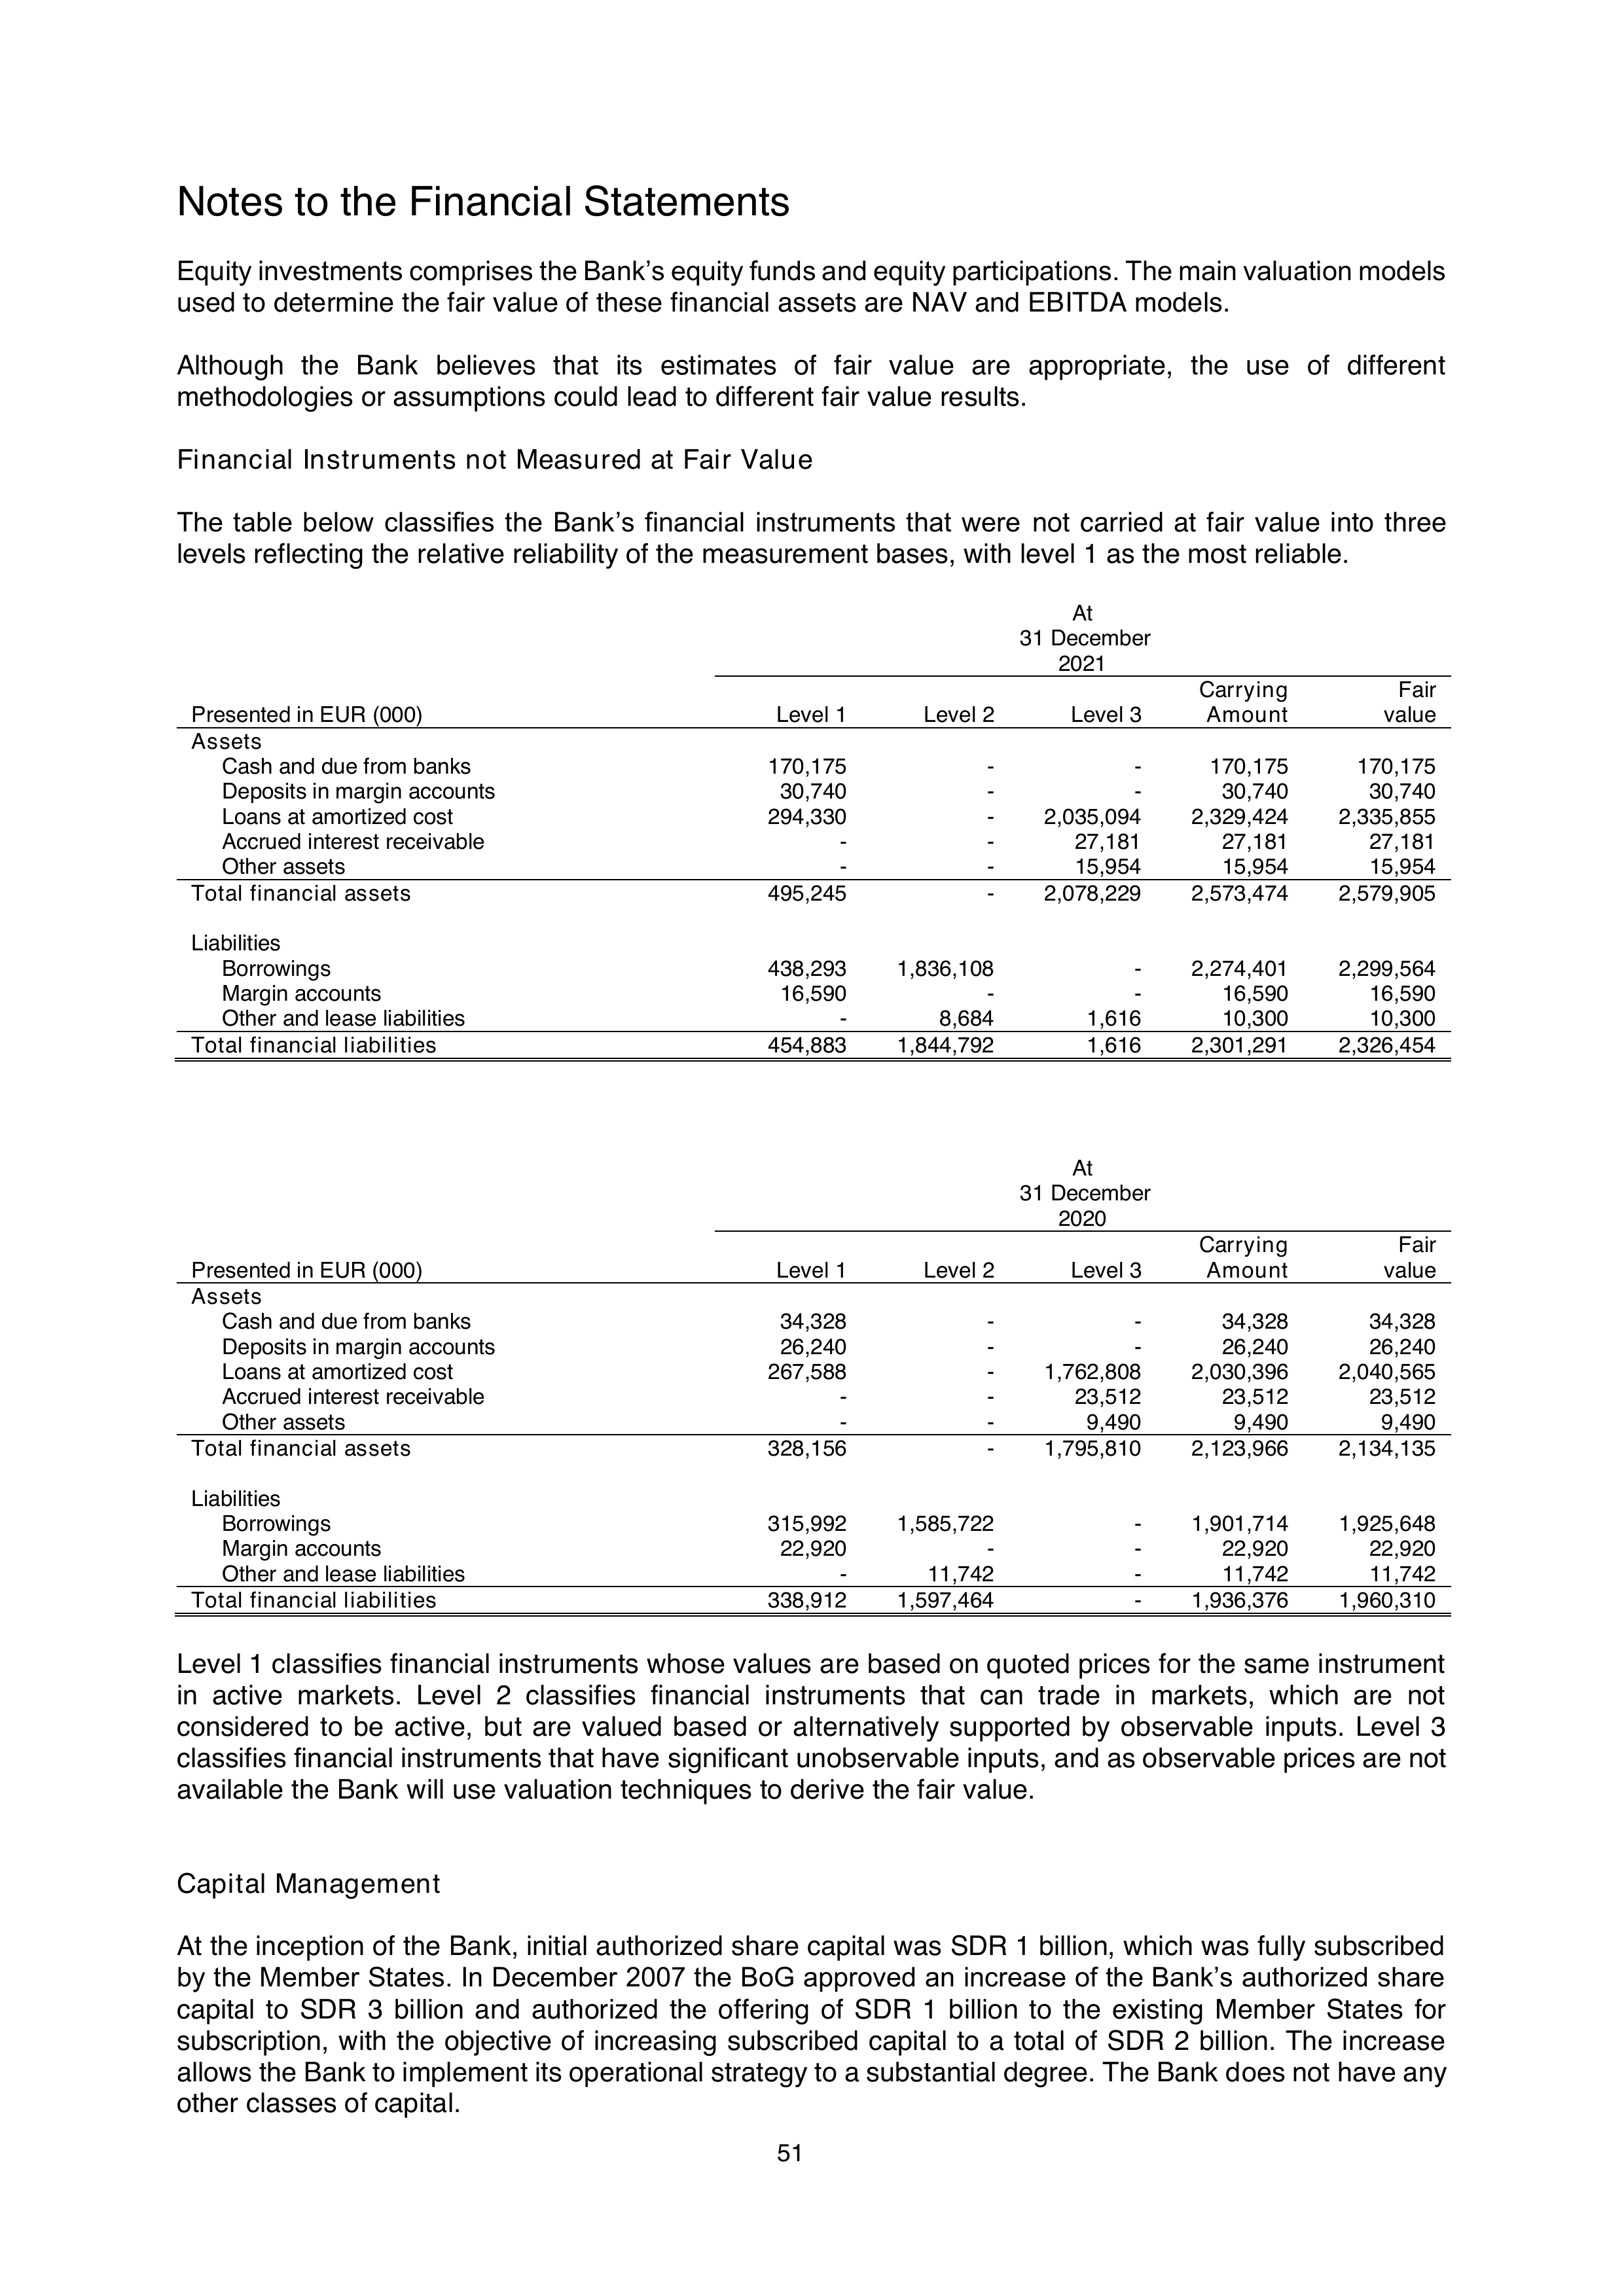 Notes to the Financial Statements
Equity investments comprises the Bank's equity funds and equity participations. The main valuation models
used to determine the fair value of these financial assets are NAV and EBITDA models.
Although the Bank believes that its estimates of fair value are appropriate, the use of different
methodologies or assumptions could lead to different fair value results.
Financial Instruments not Measured at Fair Value
The table below classifies the Bank's financial instruments that were not carried at fair value into three
levels reflecting the relative reliability of the measurement bases, with level 1 as the most reliable.
At
31 December
2021
Carrying Fair
Presented in EUR (000) Level 1 Level 2 Level 3 Amount value
Assets
Cash and due from banks 170,175 - - 170,175 170,175
Deposits in margin accounts 30,740 - - 30,740 30,740
Loans at amortized cost 294,330 - 2,035,094 2,329,424 2,335,855
Accrued interest receivable - - 27,181 27,181 27,181
Other assets - - 15,954 15,954 15,954
Total financial assets 495,245 - 2,078,229 2,573,474 2,579,905
Liabilities
Borrowings 438,293 1,836,108 - 2,274,401 2,299,564
Margin accounts 16,590 - - 16,590 16,590
Other and lease liabilities - 8,684 1,616 10,300 10,300
Total financial liabilities 454,883 1,844,792 1,616 2,301,291 2,326,454
At
31 December
2020
Carrying Fair
Presented in EUR (000) Level 1 Level 2 Level 3 Amount value
Assets
Cash and due from banks 34,328 - - 34,328 34,328
Deposits in margin accounts 26,240 - - 26,240 26,240
Loans at amortized cost 267,588 - 1,762,808 2,030,396 2,040,565
Accrued interest receivable - - 23,512 23,512 23,512
Other assets - - 9,490 9,490 9,490
Total financial assets 328,156 - 1,795,810 2,123,966 2,134,135
Liabilities
Borrowings 315,992 1,585,722 - 1,901,714 1,925,648
Margin accounts 22,920 - - 22,920 22,920
Other and lease liabilities - 11,742 - 11,742 11,742
Total financial liabilities 338,912 1,597,464 - 1,936,376 1,960,310
Level 1 classifies financial instruments whose values are based on quoted prices for the same instrument
in active markets. Level 2 classifies financial instruments that can trade in markets, which are not
considered to be active, but are valued based or alternatively supported by observable inputs. Level 3
classifies financial instruments that have significant unobservable inputs, and as observable prices are not
available the Bank will use valuation techniques to derive the fair value.
Capital Management
At the inception of the Bank, initial authorized share capital was SDR 1 billion, which was fully subscribed
by the Member States. In December 2007 the BoG approved an increase of the Bank's authorized share
capital to SDR 3 billion and authorized the offering of SDR 1 billion to the existing Member States for
subscription, with the objective of increasing subscribed capital to a total of SDR 2 billion. The increase
allows the Bank to implement its operational strategy to a substantial degree. The Bank does not have any
other classes of capital.
51